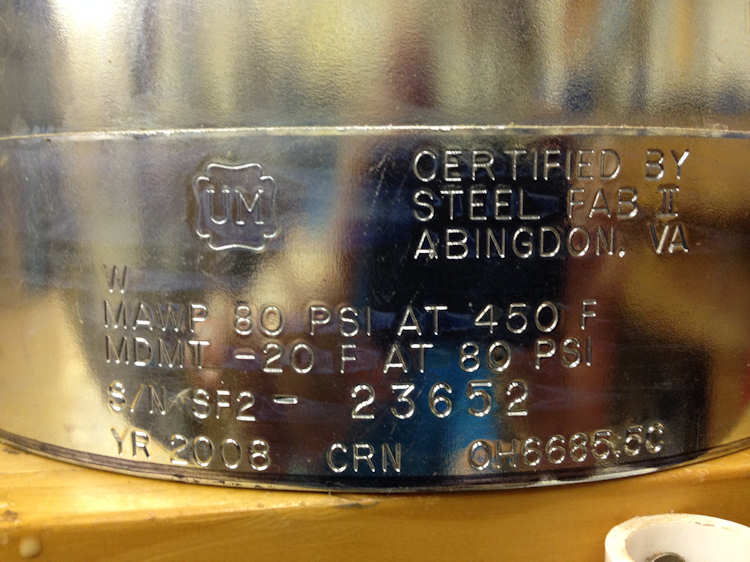 UM
CERTIFIED BY
STEEL FAB II
ABINGDON, VA
W
MAWP 80 PSI AT 450 F
MDMT -20 F AT 80 PSI
S/N SF2 - 23652
YR 2008 CRN OH6665.5C